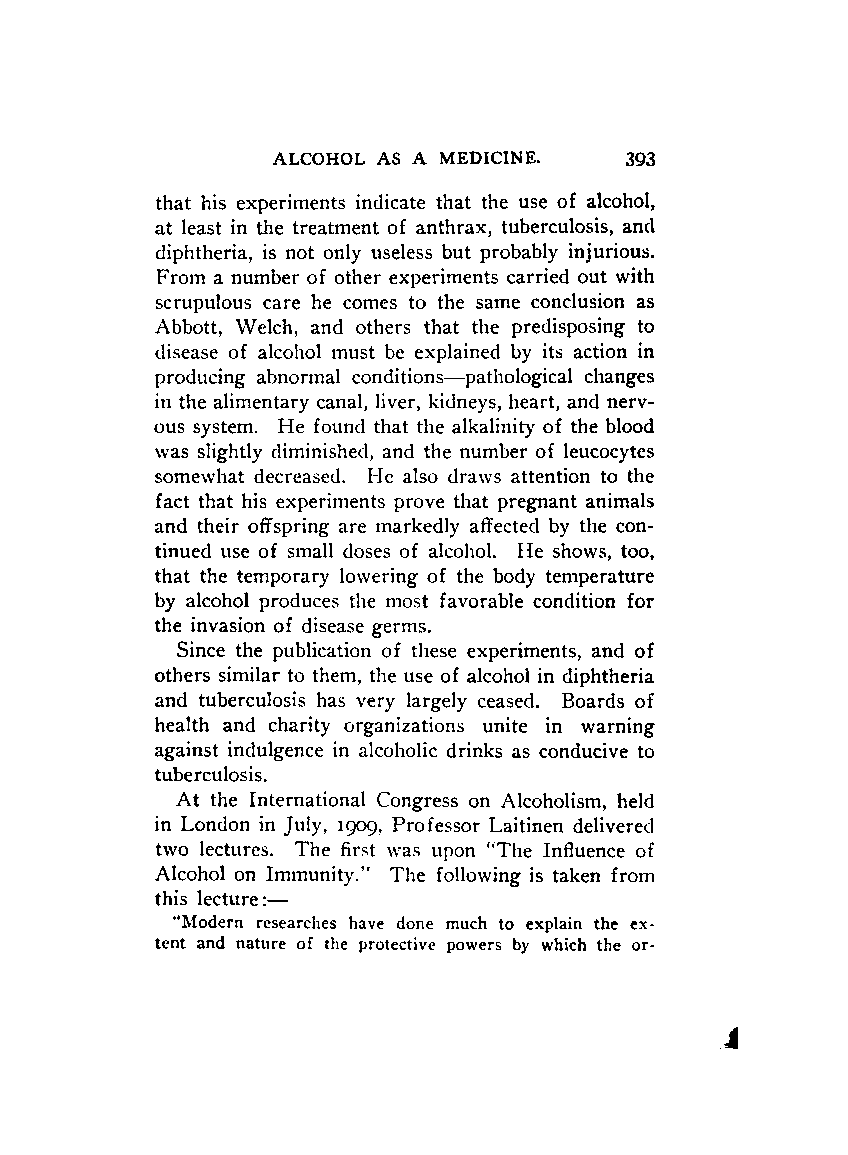 ALCOHOL AS A MEDICINE. 393
that his experiments indicate that the use of alcohol,
at least in the treatment of anthrax, tuberculosis, and
diphtheria, is not only useless but probably injurious.
From a number of other experiments carried out with
scrupulous care he comes to the same conclusion as
Abbott, Welch, and others that the predisposing to
disease of alcohol must be explained by its action in
producing abnormal conditions—pathological changes
in the alimentary canal, liver, kidneys, heart, and nerv-
ous system. He found that the alkalinity of the blood
was slightly diminished, and the number of leucocytes
somewhat decreased. He also draws attention to the
fact that his experiments prove that pregnant animals
and their offspring are markedly affected by the con-
tinued use of small doses of alcohol. He shows, too,
that the temporary lowering of the body temperature
by alcohol produces the most favorable condition for
the invasion of disease germs.
Since the publication of these experiments, and of
others similar to them, the use of alcohol in diphtheria
and tuberculosis has very largely ceased. Boards of
health and charity organizations unite in warning
against indulgence in alcoholic drinks as conducive to
tuberculosis.
At the International Congress on Alcoholism, held
in London in July, 1909, Professor Laitinen delivered
two lectures. The first was upon "The Influence of
Alcohol on Immunity." The following is taken from
this lecture:—
"Modern researches have done much to explain the ex-
tent and nature of the protective powers by which the or-